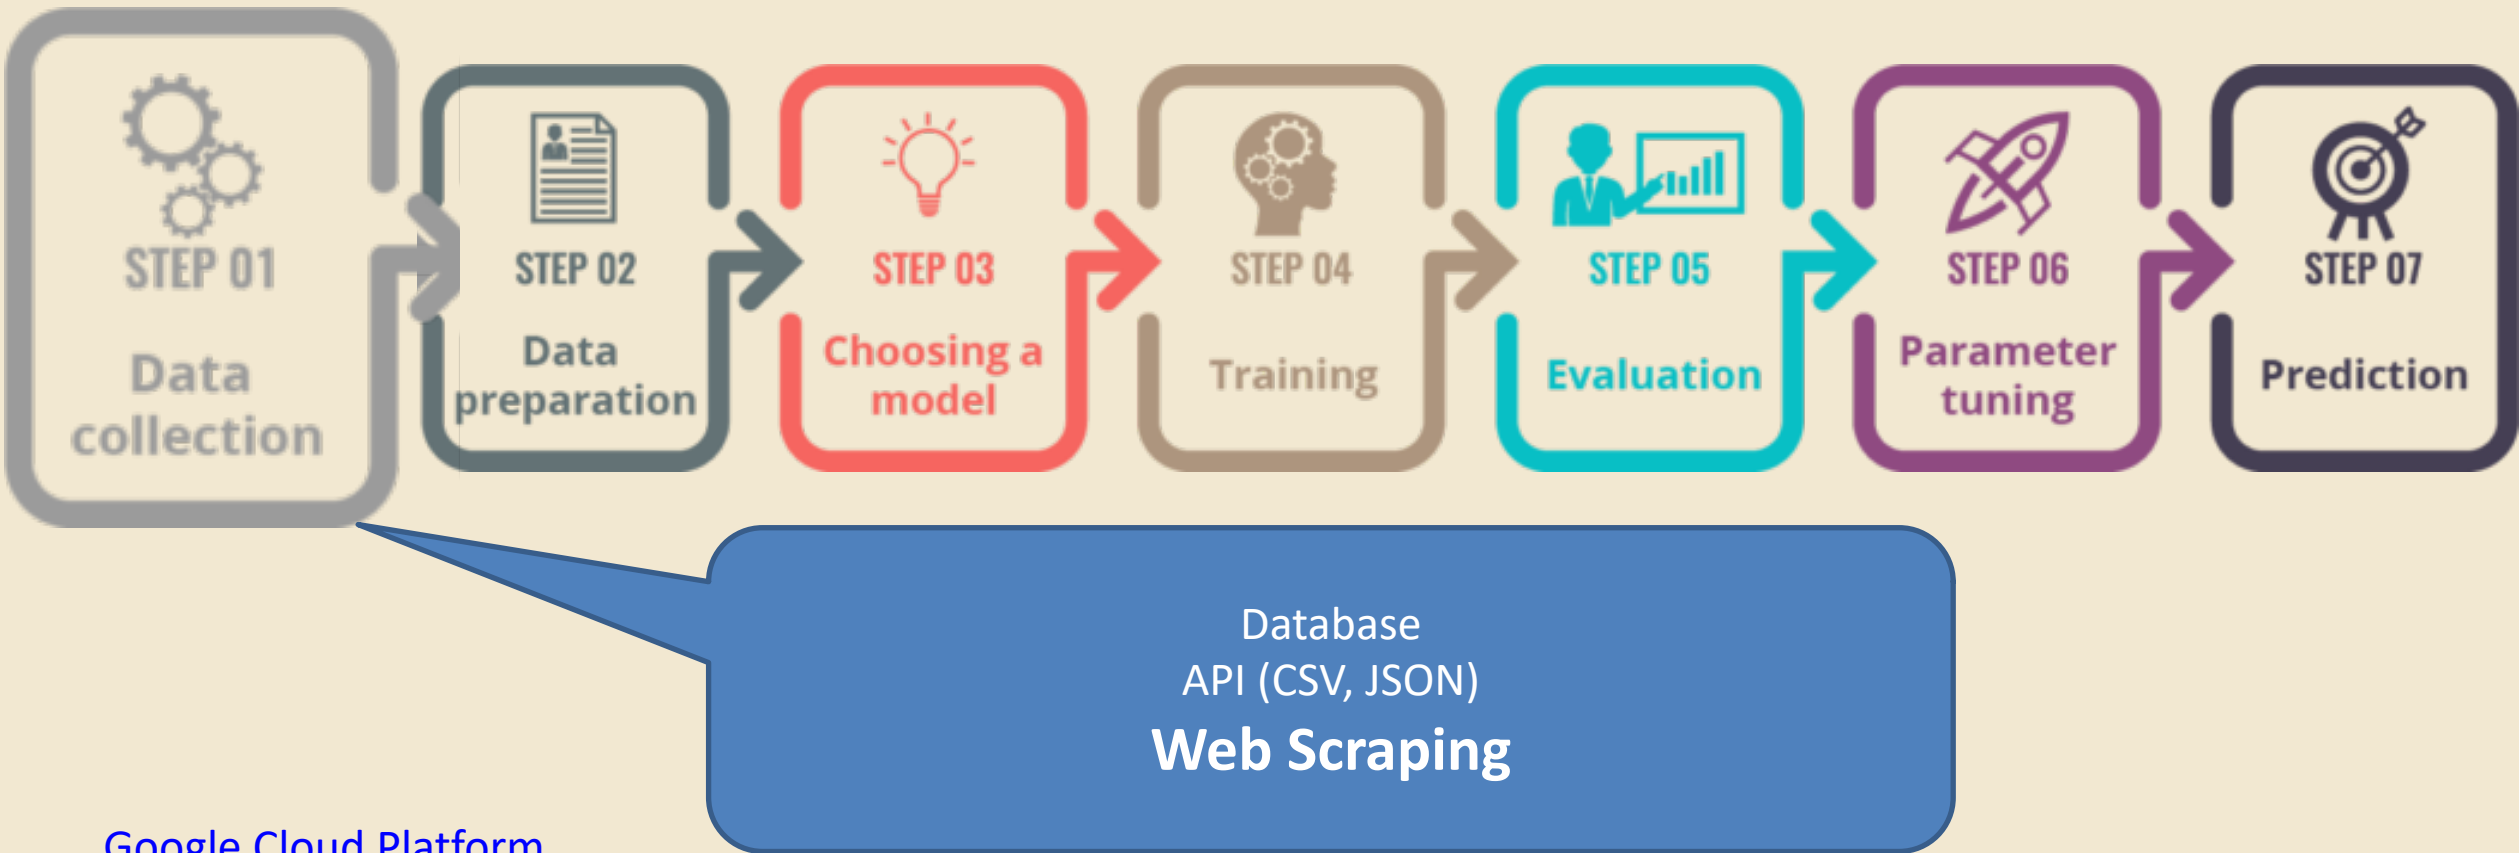 STEP 01
Data
collection
STEP 02
Data
preparation
STEP 03
Choosing a
model
STEP 04
Training
STEP 05
Evaluation
STEP 06
Parameter
tuning
STEP 07
Prediction
Database
API (CSV, JSON)
Web Scraping
Google Cloud Platform